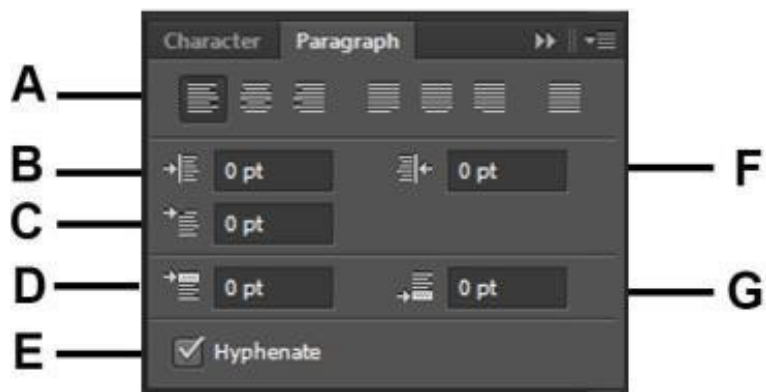 Character Paragraph
A
B 0 pt 0 pt F
C 0 pt
D 0 pt 0 pt G
E Hyphenate